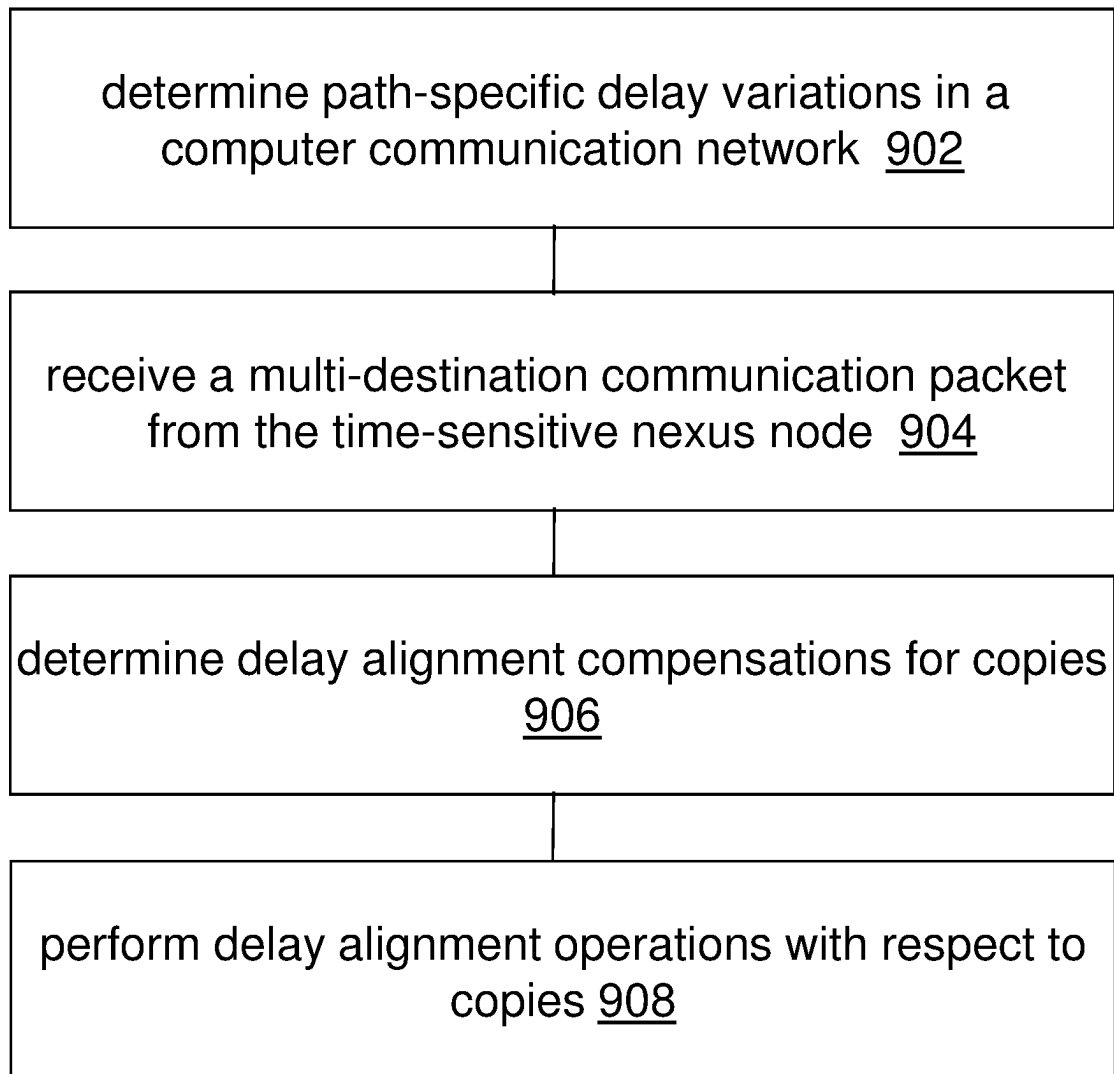 determine path-specific delay variations in a
computer communication network 902
receive a multi-destination communication packet
from the time-sensitive nexus node 904
determine delay alignment compensations for copies
906
perform delay alignment operations with respect to
copies 908